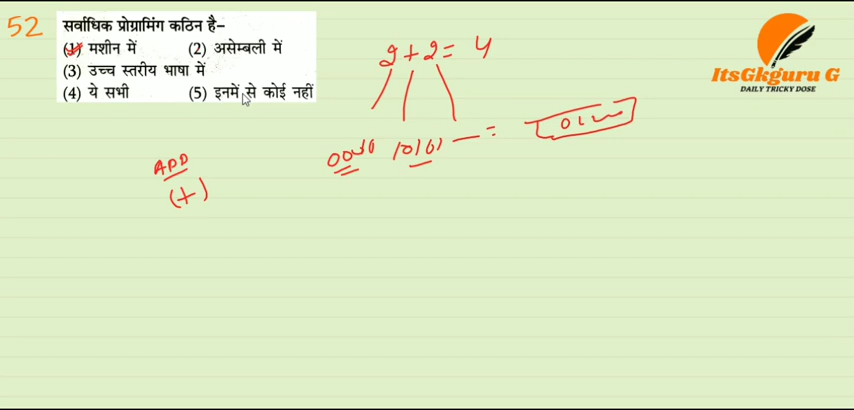 52
सर्वाधिक प्रोग्रामिंग कठिन है–
(1) मशीन में (2) असेम्बली में
(3) उच्च स्तरीय भाषा में
(4) ये सभी (5) इनमें से कोई नहीं
2+2= 4
10101 — =
ADD
(+)
ItsGkguru G
DAILY TRICKY DOSE